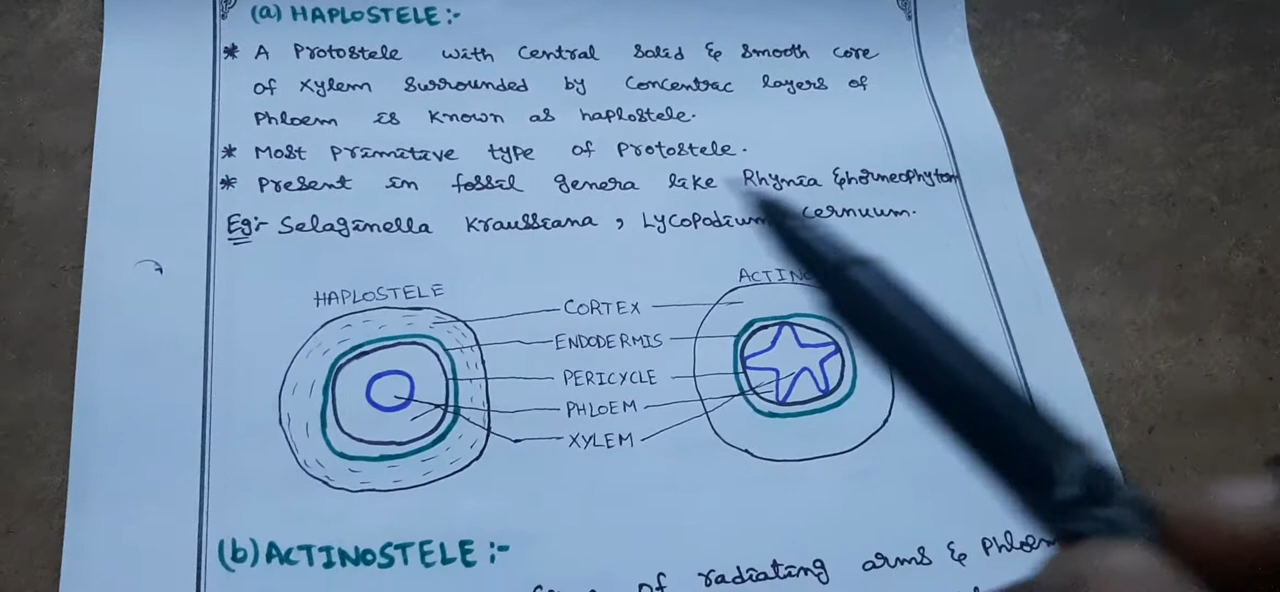 (a) HAPLOSTELE :-
* A Protostele with Central Solid & Smooth core
of Xylem Surrounded by Concentrac layers of
Phloem is known as haplostele.
* Most primitive type of Protostele.
* Present in fossil genera like Rhynia & horneophyton
Eg:- Selaginella Kraussiana, Lycopodium cernuum.
HAPLOSTELE
ACTINO
CORTEX
ENDODERMIS
PERICYCLE
PHLOEM
XYLEM
(b) ACTINOSTELE :-
of radiating arms & Phloem